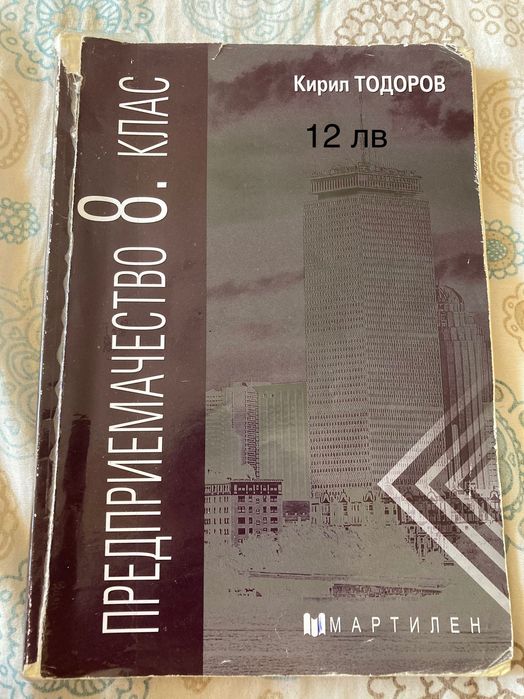 Кирил ТОДОРОВ
12 лв
ПРЕДПРИЕМАЧЕСТВО 8. КЛАС
МАРТИЛЕН